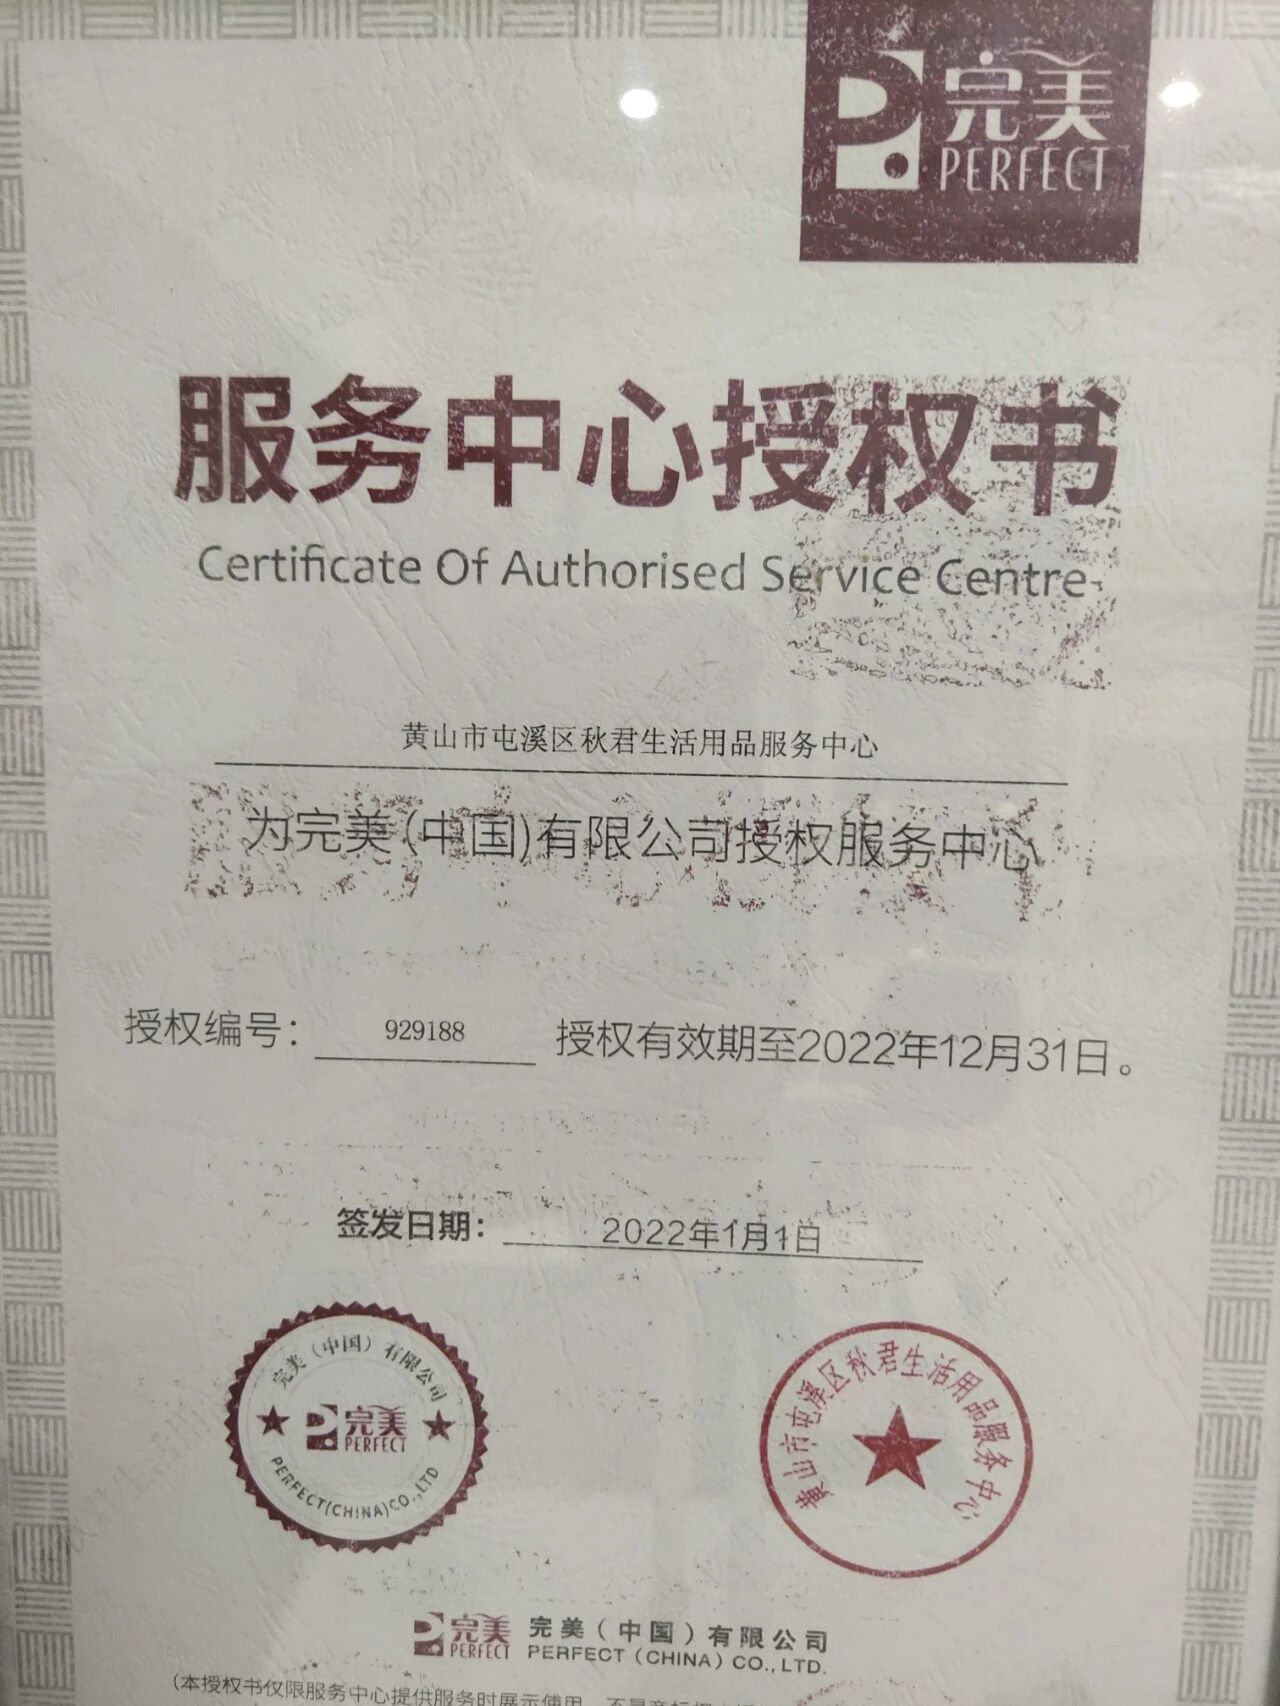 完美
PERFECT
服务中心授权书
Certificate Of Authorised Service Centre
黄山市屯溪区秋君生活用品服务中心
为完美(中国)有限公司授权服务中心
授权编号： 929188 授权有效期至2022年12月31日。
签发日期： 2022年1月1日
完美（中国）有限公司
完美
PERFECT
PERFECT(CHINA)CO.,LTD
黄山市屯溪区秋君生活用品服务中心
完美 完美（中国）有限公司
PERFECT PERFECT（CHINA）CO.,LTD.
（本授权书仅限服务中心提供服务时展示使用，不是商标授